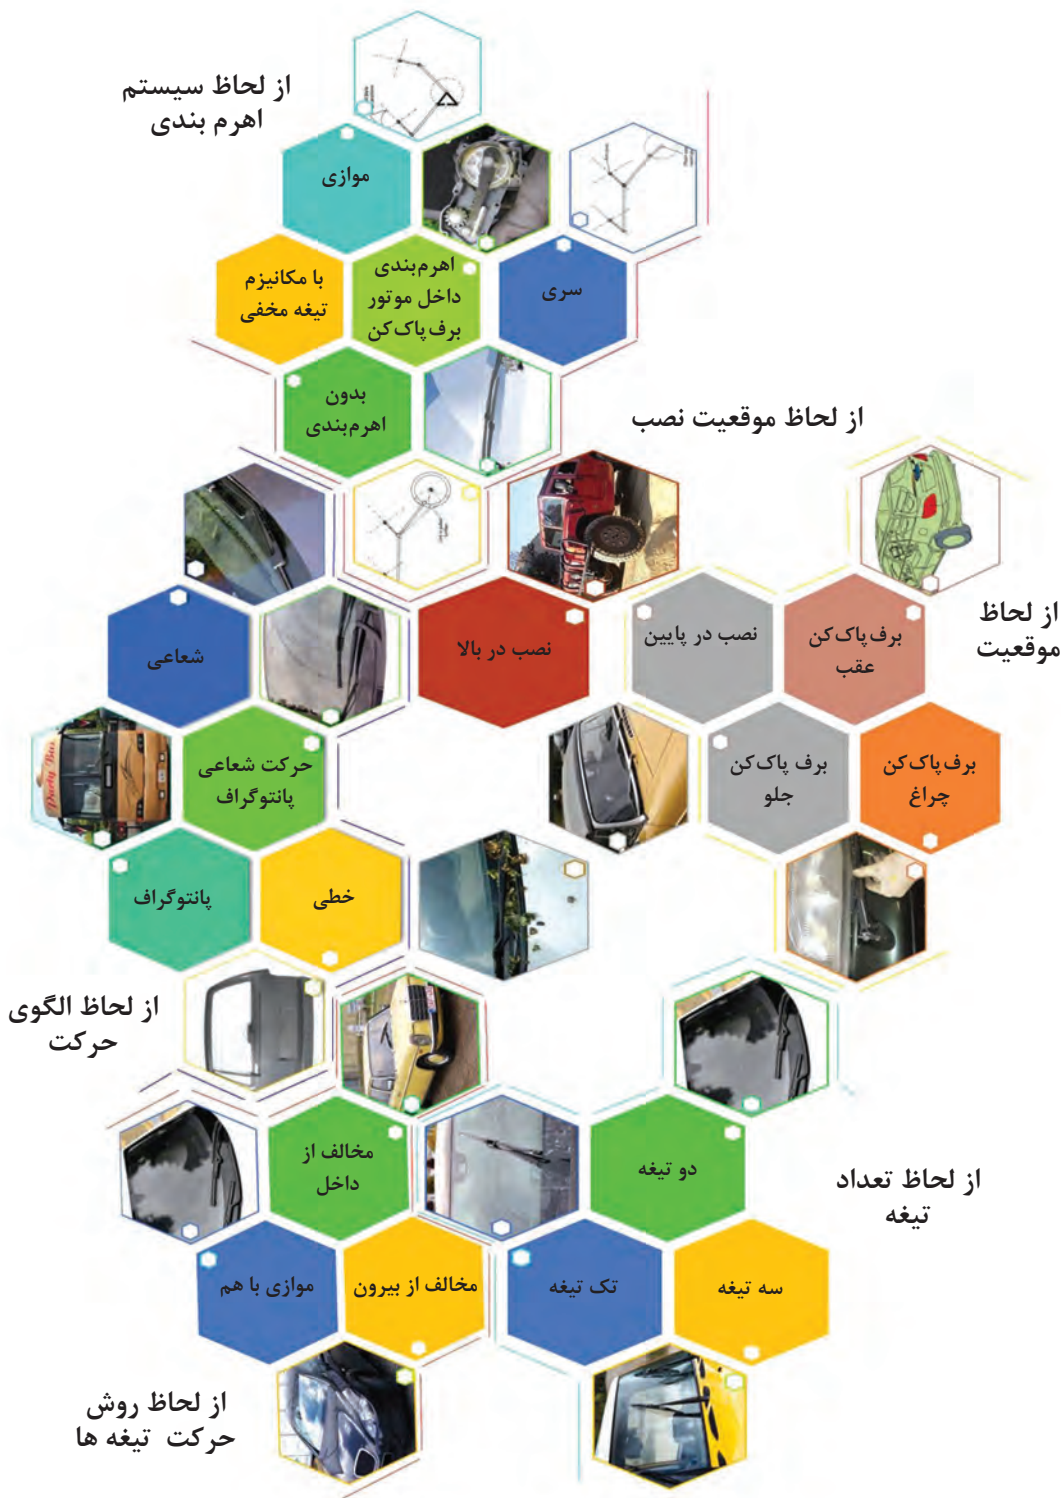 از لحاظ سیستم
اهرم بندی
موازی
با مکانیزم
تیغه مخفی
اهرم‌بندی
داخل موتور
برف پاک‌کن
سری
بدون
اهرم‌بندی
از لحاظ موقعیت نصب
از لحاظ
موقعیت
برف پاک‌کن
عقب
نصب در پایین
نصب در بالا
شعاعی
برف پاک‌کن
چراغ
برف پاک‌کن
جلو
حرکت شعاعی
پانتوگراف
Party Bus
خطی
پانتوگراف
از لحاظ الگوی
حرکت
مخالف از
داخل
دو تیغه
از لحاظ تعداد
تیغه
موازی با هم
مخالف از بیرون
تک تیغه
سه تیغه
از لحاظ روش
حرکت تیغه ها